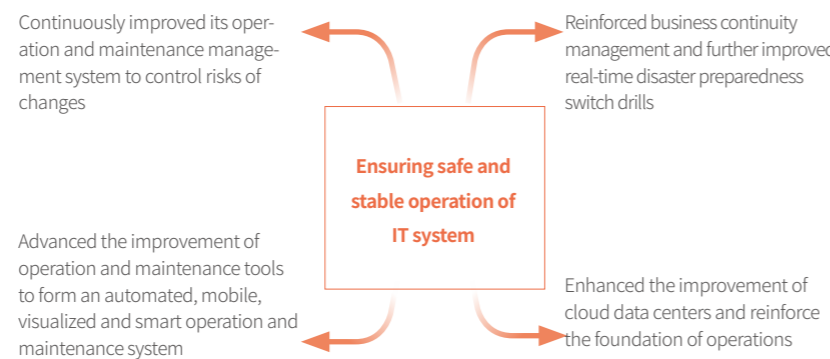 Continuously improved its oper-
ation and maintenance manage-
ment system to control risks of
changes
Reinforced business continuity
management and further improved
real-time disaster preparedness
switch drills
Ensuring safe and
stable operation of
IT system
Advanced the improvement of
operation and maintenance tools
to form an automated, mobile,
visualized and smart operation and
maintenance system
Enhanced the improvement of
cloud data centers and reinforce
the foundation of operations